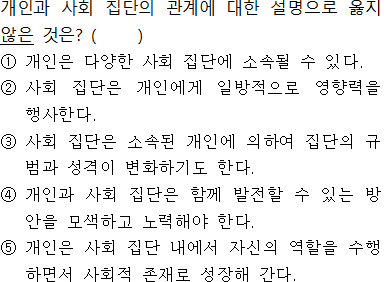 개인과 사회 집단의 관계에 대한 설명으로 옳지
않은 것은? (     )
① 개인은 다양한 사회 집단에 소속될 수 있다.
② 사회 집단은 개인에게 일방적으로 영향력을
행사한다.
③ 사회 집단은 소속된 개인에 의하여 집단의 규
범과 성격이 변화하기도 한다.
④ 개인과 사회 집단은 함께 발전할 수 있는 방
안을 모색하고 노력해야 한다.
⑤ 개인은 사회 집단 내에서 자신의 역할을 수행
하면서 사회적 존재로 성장해 간다.